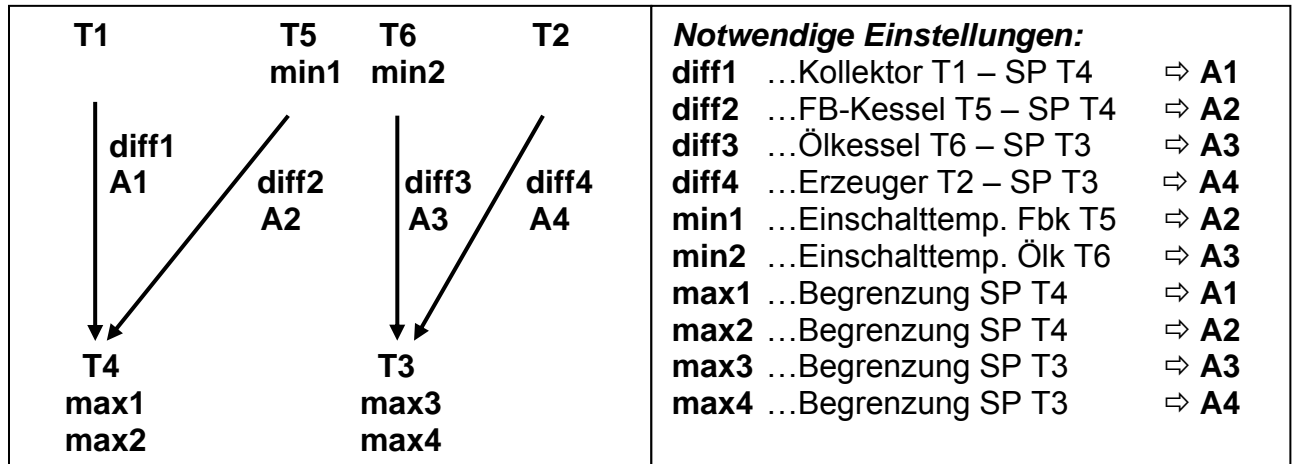 T1 T5 T6 T2
min1 min2
diff1
A1
diff2 diff3 diff4
A2 A3 A4
T4 T3
max1 max3
max2 max4
Notwendige Einstellungen:
diff1 …Kollektor T1 – SP T4 ⇨ A1
diff2 …FB-Kessel T5 – SP T4 ⇨ A2
diff3 …Ölkessel T6 – SP T3 ⇨ A3
diff4 …Erzeuger T2 – SP T3 ⇨ A4
min1 …Einschalttemp. Fbk T5 ⇨ A2
min2 …Einschalttemp. Ölk T6 ⇨ A3
max1 …Begrenzung SP T4 ⇨ A1
max2 …Begrenzung SP T4 ⇨ A2
max3 …Begrenzung SP T3 ⇨ A3
max4 …Begrenzung SP T3 ⇨ A4